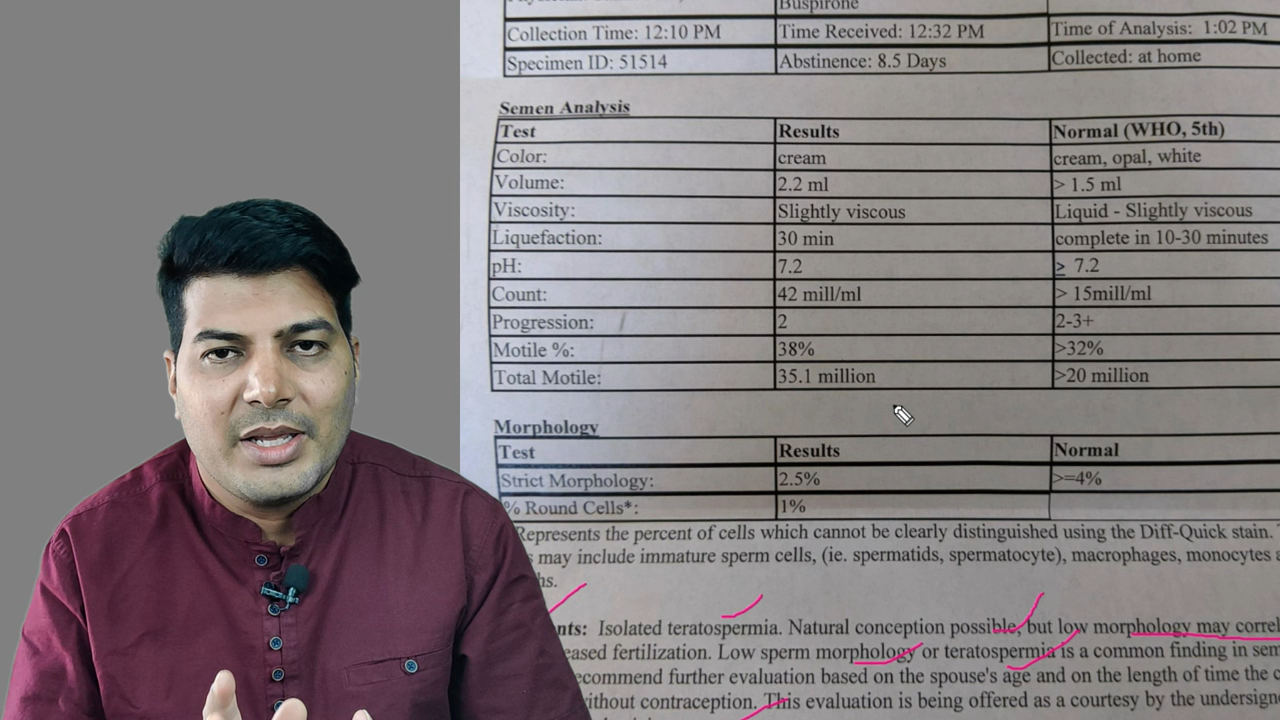 Buspirone
Collection Time: 12:10 PM Time Received: 12:32 PM Time of Analysis: 1:02 PM
Specimen ID: 51514 Abstinence: 8.5 Days Collected: at home
Semen Analysis
Test Results Normal (WHO, 5th)
Color: cream cream, opal, white
Volume: 2.2 ml > 1.5 ml
Viscosity: Slightly viscous Liquid - Slightly viscous
Liquefaction: 30 min complete in 10-30 minutes
pH: 7.2 ≥ 7.2
Count: 42 mill/ml > 15mill/ml
Progression: 2 2-3+
Motile %: 38% >32%
Total Motile: 35.1 million >20 million
Morphology
Test Results Normal
Strict Morphology: 2.5% >=4%
% Round Cells*: 1%
Represents the percent of cells which cannot be clearly distinguished using the Diff-Quick stain.
may include immature sperm cells, (ie. spermatids, spermatocyte), macrophages, monocytes
nts: Isolated teratospermia. Natural conception possible, but low morphology may correl
eased fertilization. Low sperm morphology or teratospermia is a common finding in sem
ecommend further evaluation based on the spouse's age and on the length of time the c
ithout contraception. This evaluation is being offered as a courtesy by the undersign